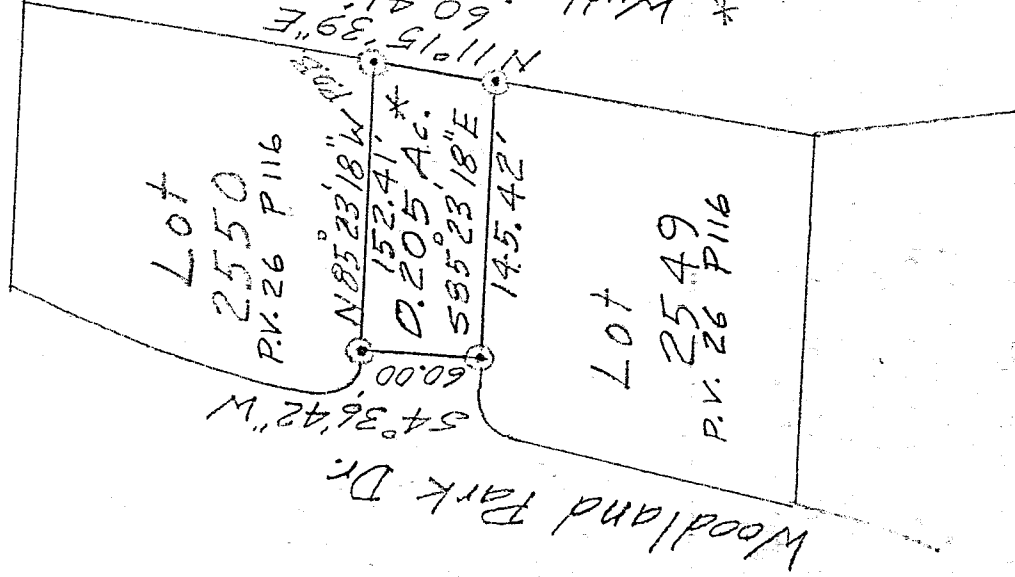 * Will
60.41'
N11°15'39"E
P.O.B.
Lot
2550
P.V. 26 P116
N85°23'18"W
152.41'
0.205 Ac. *
S85°23'18"E
145.42'
60.00
S4°36'42"W
Lot
2549
P.V. 26 P116
Woodland Park Dr.